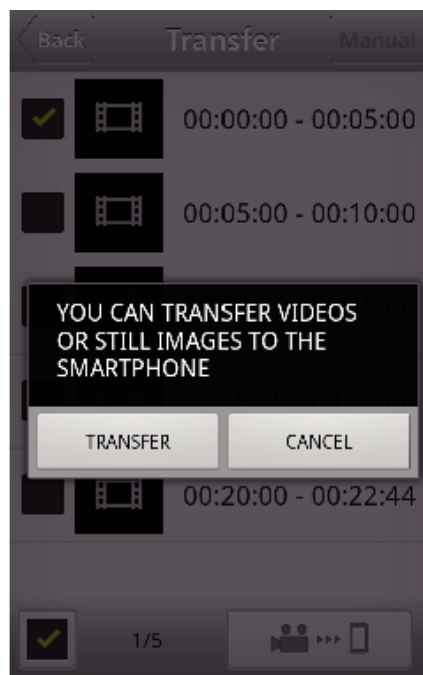 Back Transfer Manual
00:00:00 - 00:05:00
00:05:00 - 00:10:00
YOU CAN TRANSFER VIDEOS
OR STILL IMAGES TO THE
SMARTPHONE
TRANSFER CANCEL
00:20:00 - 00:22:44
1/5